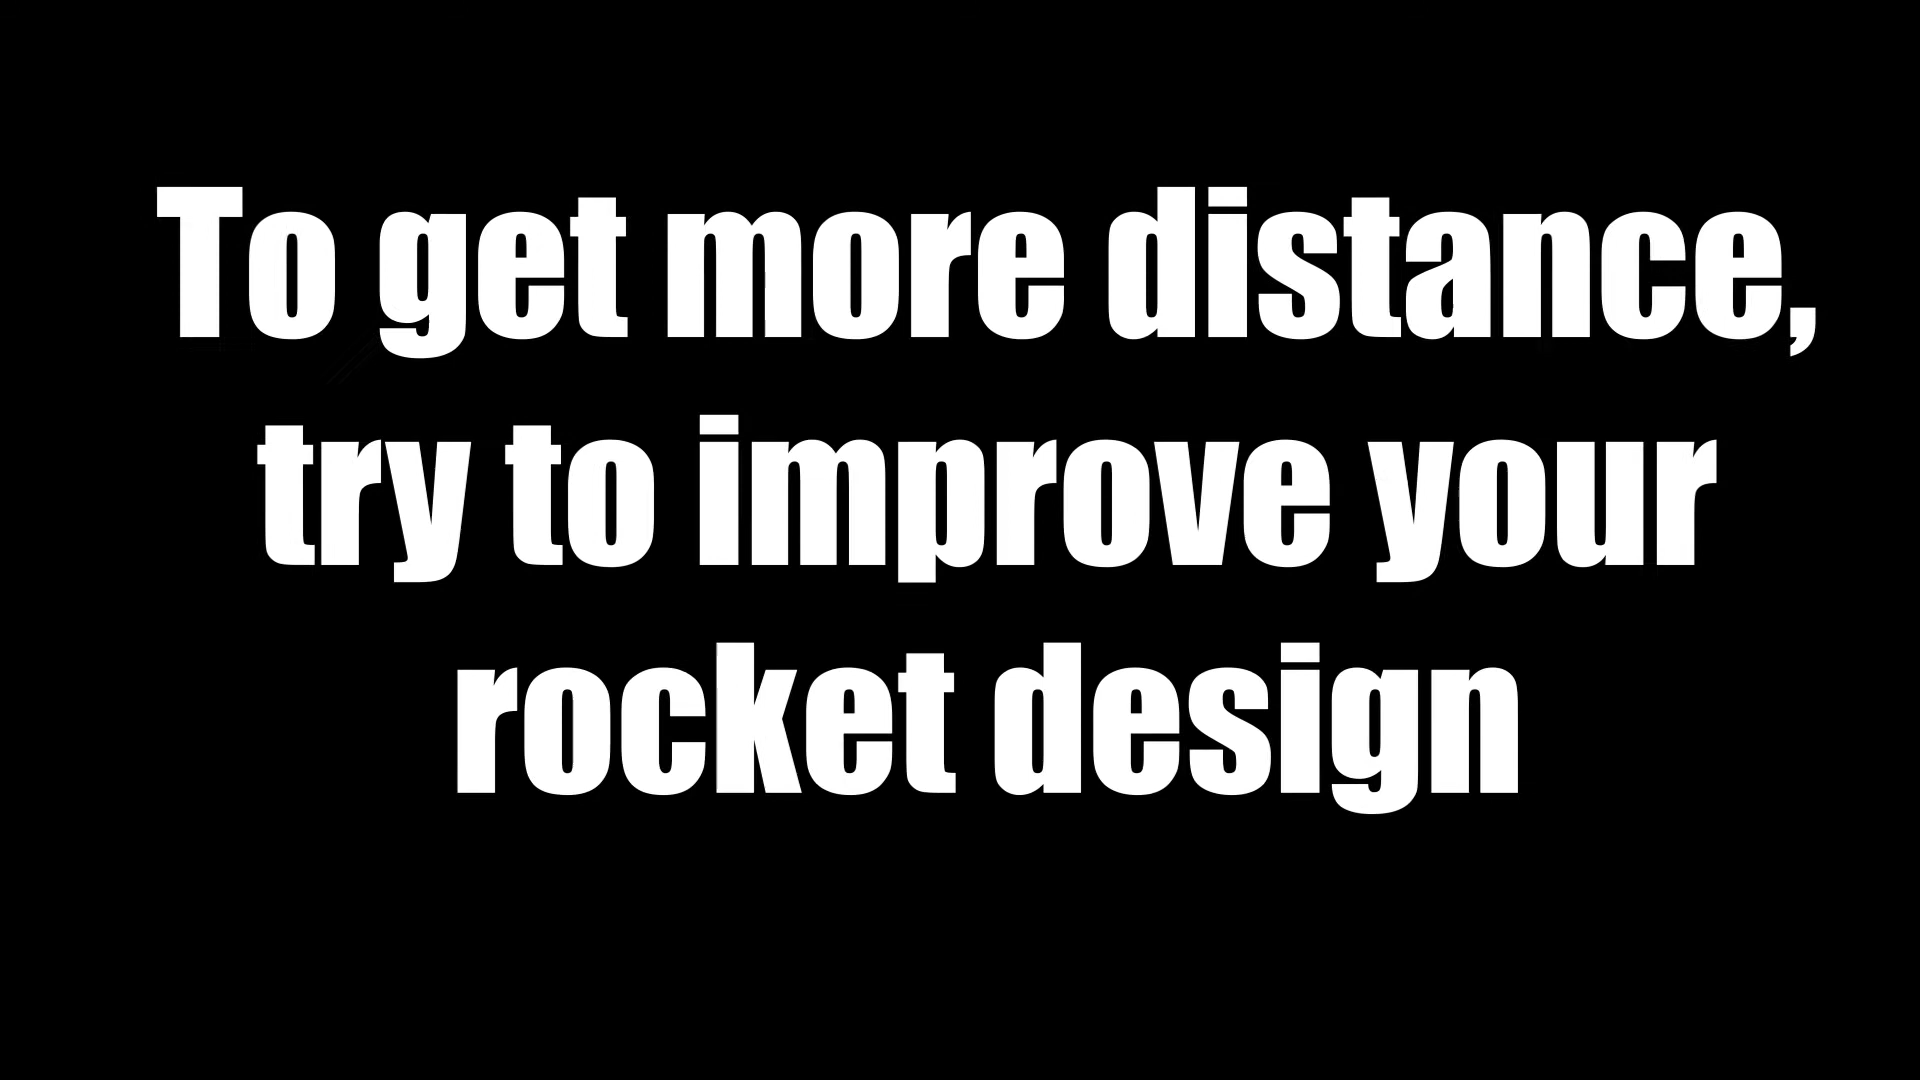 To get more distance,
try to improve your
rocket design